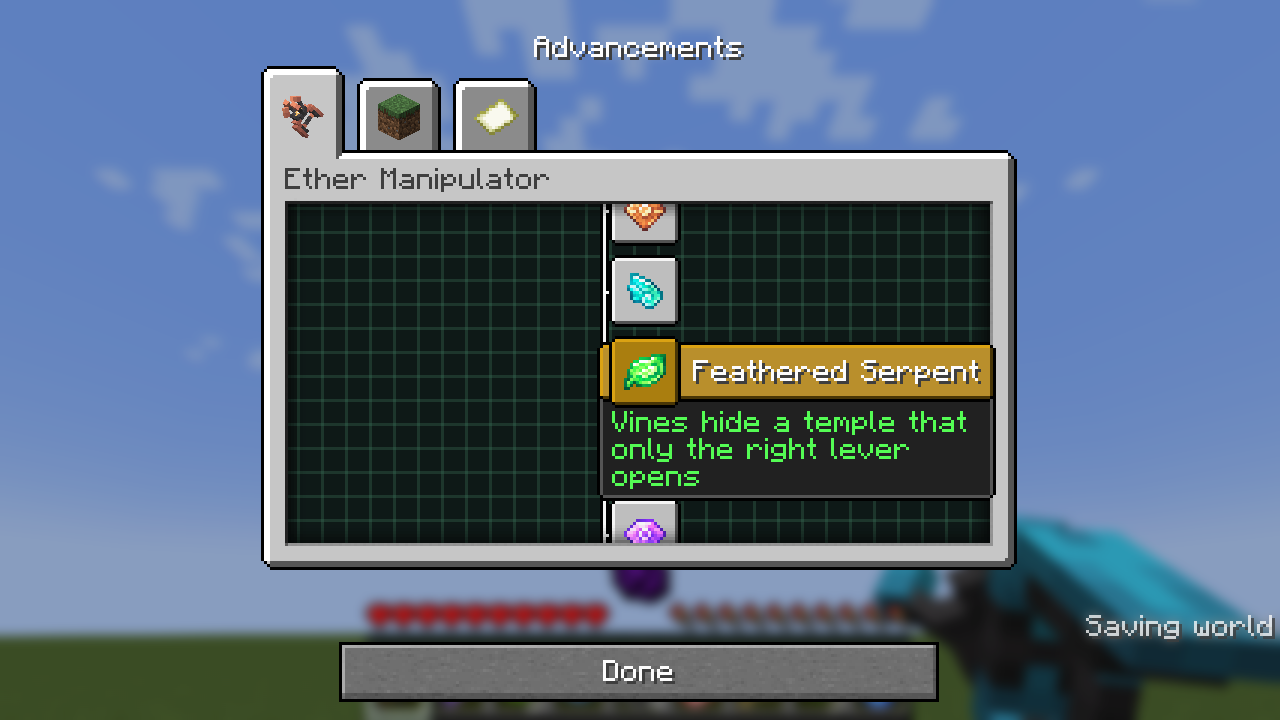 Advancements
Ether Manipulator
Feathered Serpent
Vines hide a temple that
only the right lever
opens
Saving world
Done